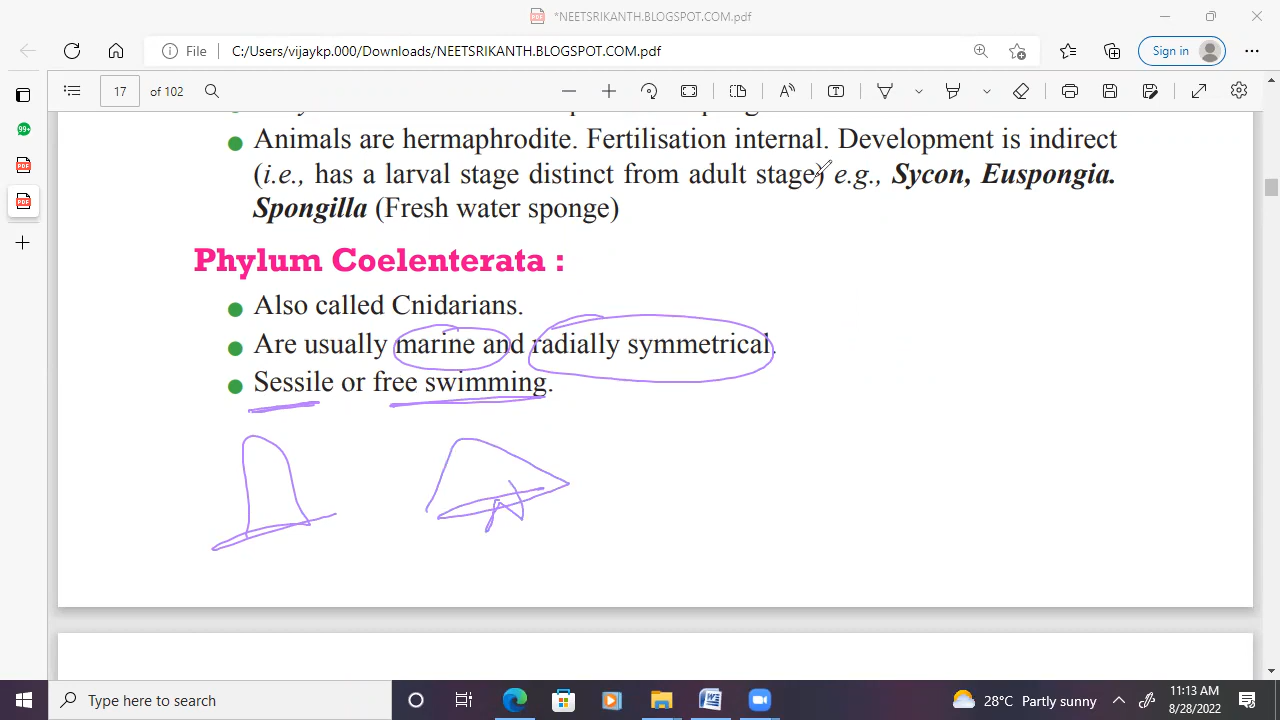 *NEETSRIKANTH.BLOGSPOT.COM.pdf
File C:/Users/vijaykp.000/Downloads/NEETSRIKANTH.BLOGSPOT.COM.pdf Sign in
17 of 102
99+
Animals are hermaphrodite. Fertilisation internal. Development is indirect
(i.e., has a larval stage distinct from adult stage) e.g., Sycon, Euspongia.
Spongilla (Fresh water sponge)
Phylum Coelenterata :
Also called Cnidarians.
Are usually marine and radially symmetrical.
Sessile or free swimming.
Type here to search
28°C Partly sunny
11:13 AM
8/28/2022